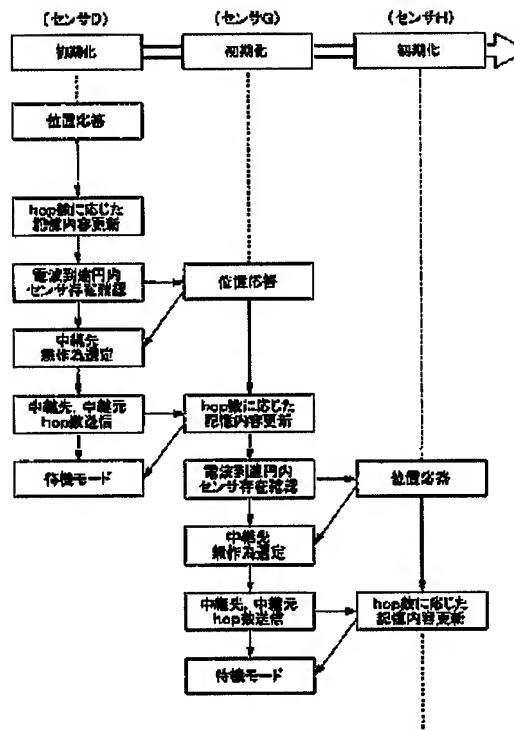 (センサD)
(センサG)
(センサH)
初期化
初期化
初期化
位置応答
hop数に応じた
記憶内容更新
電波到達円内
センサ存在確認
位置応答
中継先
無作為選定
中継先, 中継元
hop数送信
hop数に応じた
記憶内容更新
待機モード
電波到達円内
センサ存在確認
位置応答
中継先
無作為選定
中継先, 中継元
hop数送信
hop数に応じた
記憶内容更新
待機モード